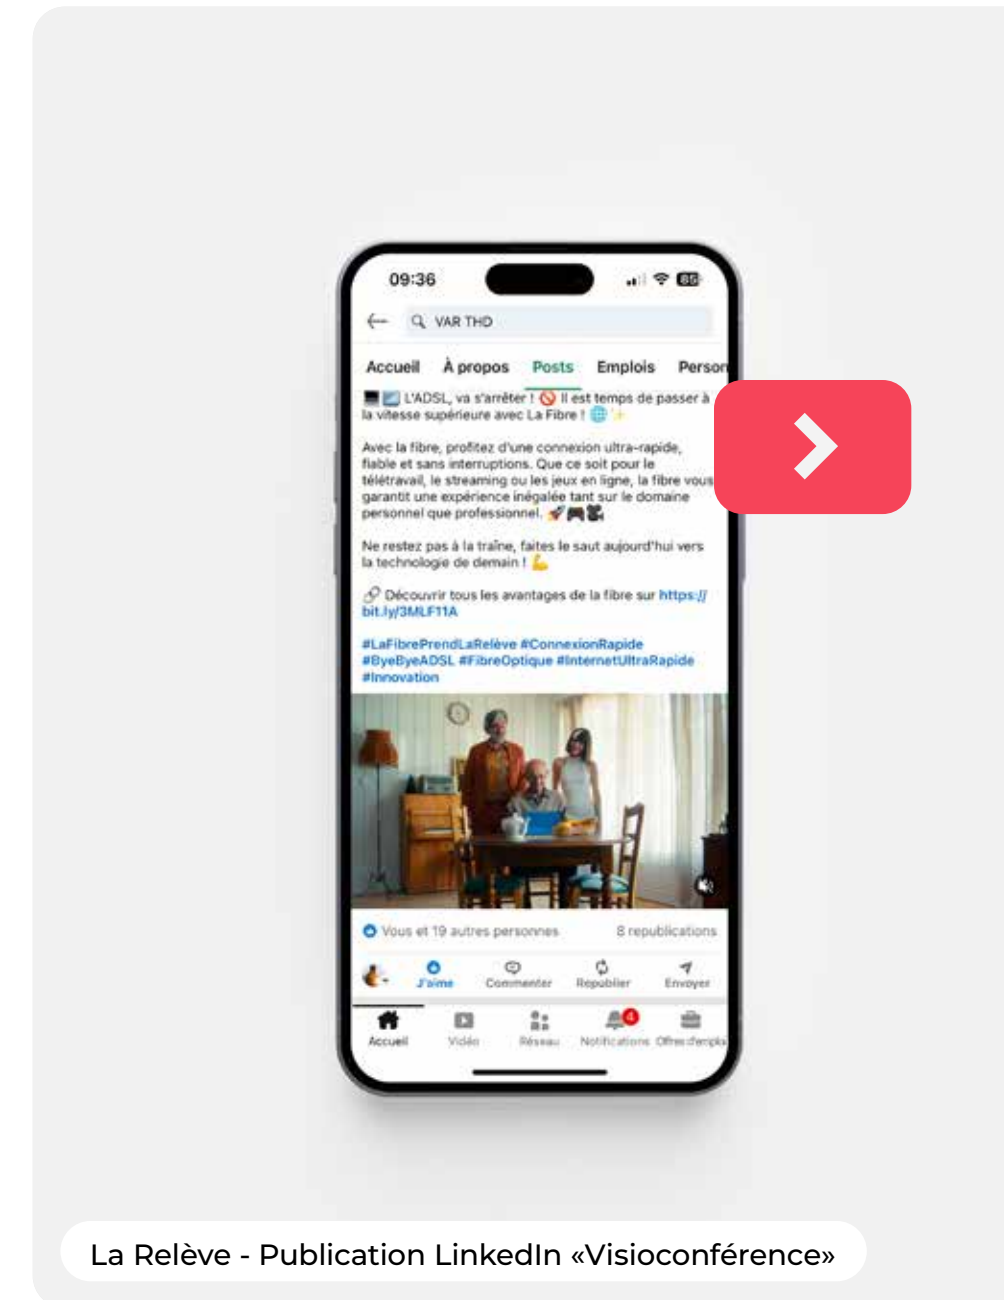 09:36
85
VAR THD
Accueil À propos Posts Emplois Person
L'ADSL, va s'arrêter ! 🚫 Il est temps de passer à
la vitesse supérieure avec La Fibre ! 🌐✨
Avec la fibre, profitez d'une connexion ultra-rapide,
fiable et sans interruptions. Que ce soit pour le
télétravail, le streaming ou les jeux en ligne, la fibre vous
garantit une expérience inégalée tant sur le domaine
personnel que professionnel. 🚀🎮🎥
Ne restez pas à la traîne, faites le saut aujourd'hui vers
la technologie de demain ! 💪
🔗 Découvrir tous les avantages de la fibre sur https://
bit.ly/3MLF11A
#LaFibrePrendLaRelève #ConnexionRapide
#ByeByeADSL #FibreOptique #InternetUltraRapide
#Innovation
Vous et 19 autres personnes 8 republications
J'aime Commenter Republier Envoyer
4
Accueil Vidéo Réseau Notifications Offres d'emploi
La Relève - Publication LinkedIn «Visioconférence»